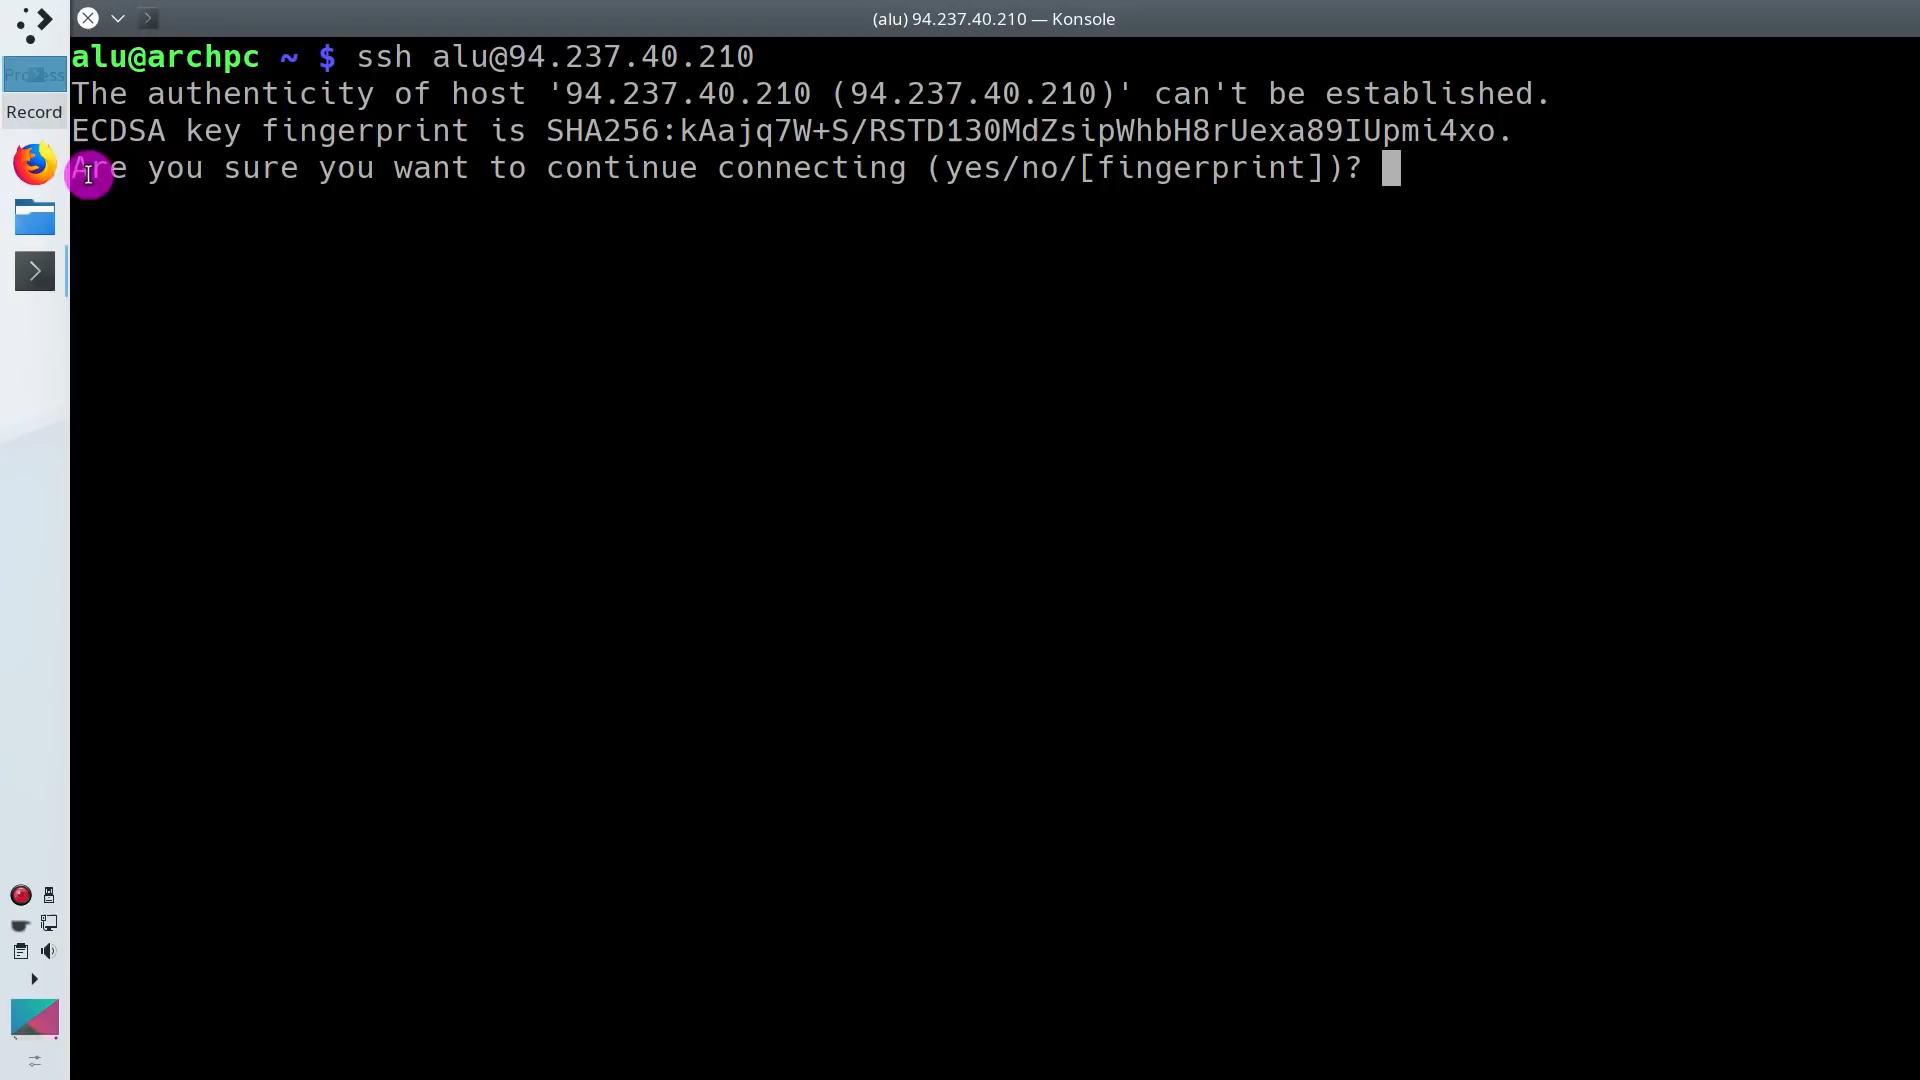 (alu) 94.237.40.210 — Konsole
alu@archpc ~ $ ssh alu@94.237.40.210
The authenticity of host '94.237.40.210 (94.237.40.210)' can't be established.
ECDSA key fingerprint is SHA256:kAajq7W+S/RSTD130MdZsipWhbH8rUexa89IUpmi4xo.
Are you sure you want to continue connecting (yes/no/[fingerprint])?
Record